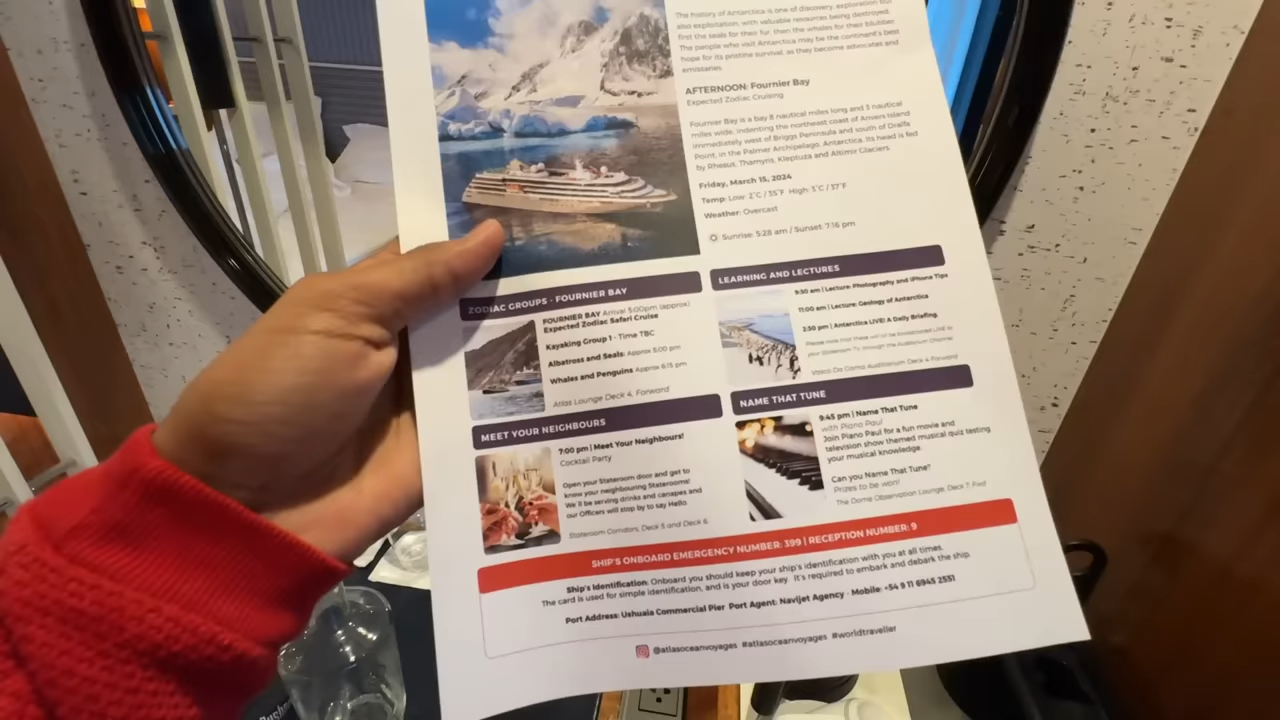 The history of Antarctica is one of discovery, exploration but
also exploitation, with valuable resources being destroyed,
first the seals for their fur, then the whales for their blubber.
The people who visit Antarctica may be the continent's best
hope for its pristine survival, as they become advocates and
emissaries.
AFTERNOON: Fournier Bay
Expected Zodiac Cruising
Fournier Bay is a bay 8 nautical miles long and 3 nautical
miles wide, indenting the northeast coast of Anvers Island
immediately west of Briggs Peninsula and south of Dralfa
Point, in the Palmer Archipelago, Antarctica. Its head is fed
by Rhesus, Thamyris, Kleptuza and Altimir Glaciers.
Friday, March 15, 2024
Temp: Low: 2°C / 35°F High: 3°C / 37°F
Weather: Overcast
Sunrise: 5:28 am / Sunset: 7:16 pm
ZODIAC GROUPS - FOURNIER BAY
FOURNIER BAY Arrival 5:00pm (approx)
Expected Zodiac Safari Cruise
Kayaking Group 1 - Time TBC
Albatross and Seals: Approx 5:00 pm
Whales and Penguins Approx 6:15 pm
Atlas Lounge Deck 4, Forward
LEARNING AND LECTURES
9:30 am | Lecture: Photography and iPhone Tips
11:00 am | Lecture: Geology of Antarctica
2:30 pm | Antarctica LIVE! A Daily Briefing.
Please note that these will be broadcasted LIVE to
your Stateroom TV, through the Auditorium Channel
Vasco Da Gama Auditorium Deck 4 Forward
MEET YOUR NEIGHBOURS
7:00 pm | Meet Your Neighbours!
Cocktail Party
Open your Stateroom door and get to
know your neighbouring Staterooms!
We'll be serving drinks and canapes and
our Officers will stop by to say Hello
Stateroom Corridors, Deck 5 and Deck 6
NAME THAT TUNE
9:45 pm | Name That Tune
with Piano Paul
Join Piano Paul for a fun movie and
television show themed musical quiz testing
your musical knowledge.
Can you Name That Tune?
Prizes to be won!
The Dome Observation Lounge, Deck 7, Fwd
SHIP'S ONBOARD EMERGENCY NUMBER: 399 | RECEPTION NUMBER: 9
Ship's Identification: Onboard you should keep your ship's identification with you at all times.
The card is used for simple identification, and is your door key. It's required to embark and debark the ship.
Port Address: Ushuaia Commercial Pier Port Agent: Navijet Agency - Mobile: +54 9 11 6945 2551
@atlasoceanvoyages #atlasoceanvoyages #worldtraveller